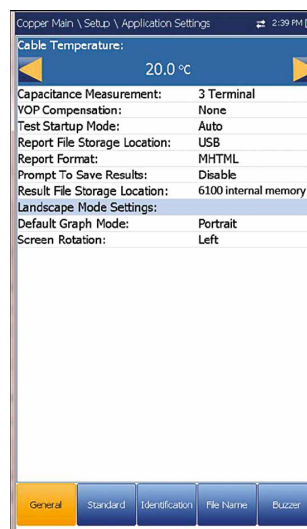 Copper Main \ Setup \ Application Settings 2:39 PM
Cable Temperature:
20.0 °C
Capacitance Measurement: 3 Terminal
VOP Compensation: None
Test Startup Mode: Auto
Report File Storage Location: USB
Report Format: MHTML
Prompt To Save Results: Disable
Result File Storage Location: 6100 internal memory
Landscape Mode Settings:
Default Graph Mode: Portrait
Screen Rotation: Left
General Standard Identification File Name Buzzer